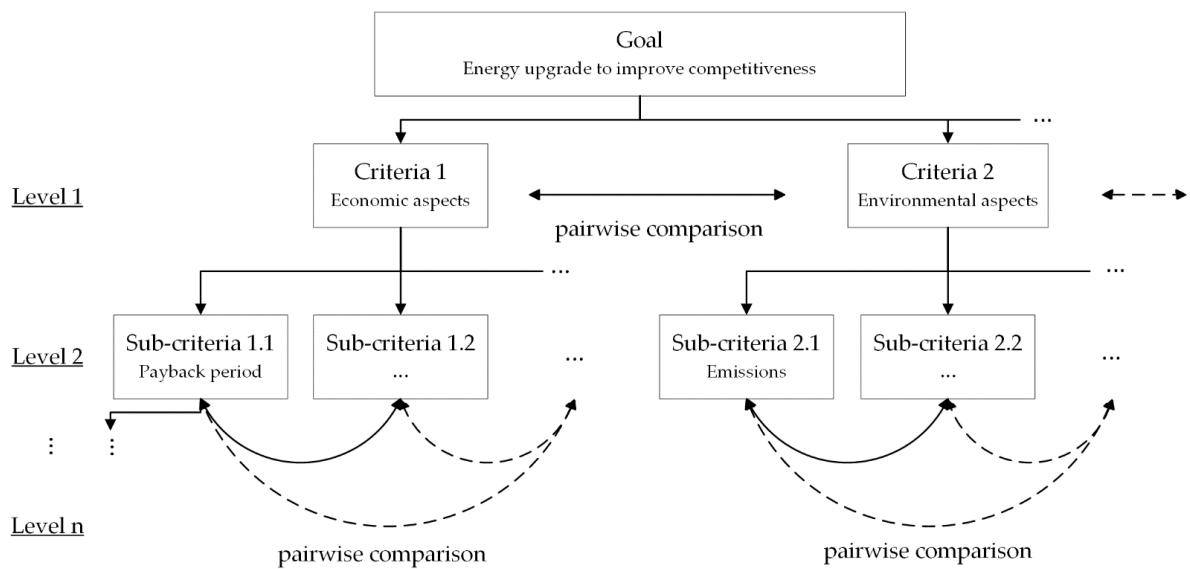 Goal
Energy upgrade to improve competitiveness
...
Level 1
Criteria 1
Economic aspects
pairwise comparison
Criteria 2
Environmental aspects
...
...
Level 2
Sub-criteria 1.1
Payback period
Sub-criteria 1.2
...
...
Sub-criteria 2.1
Emissions
Sub-criteria 2.2
...
...
⋮
⋮
Level n
pairwise comparison
pairwise comparison